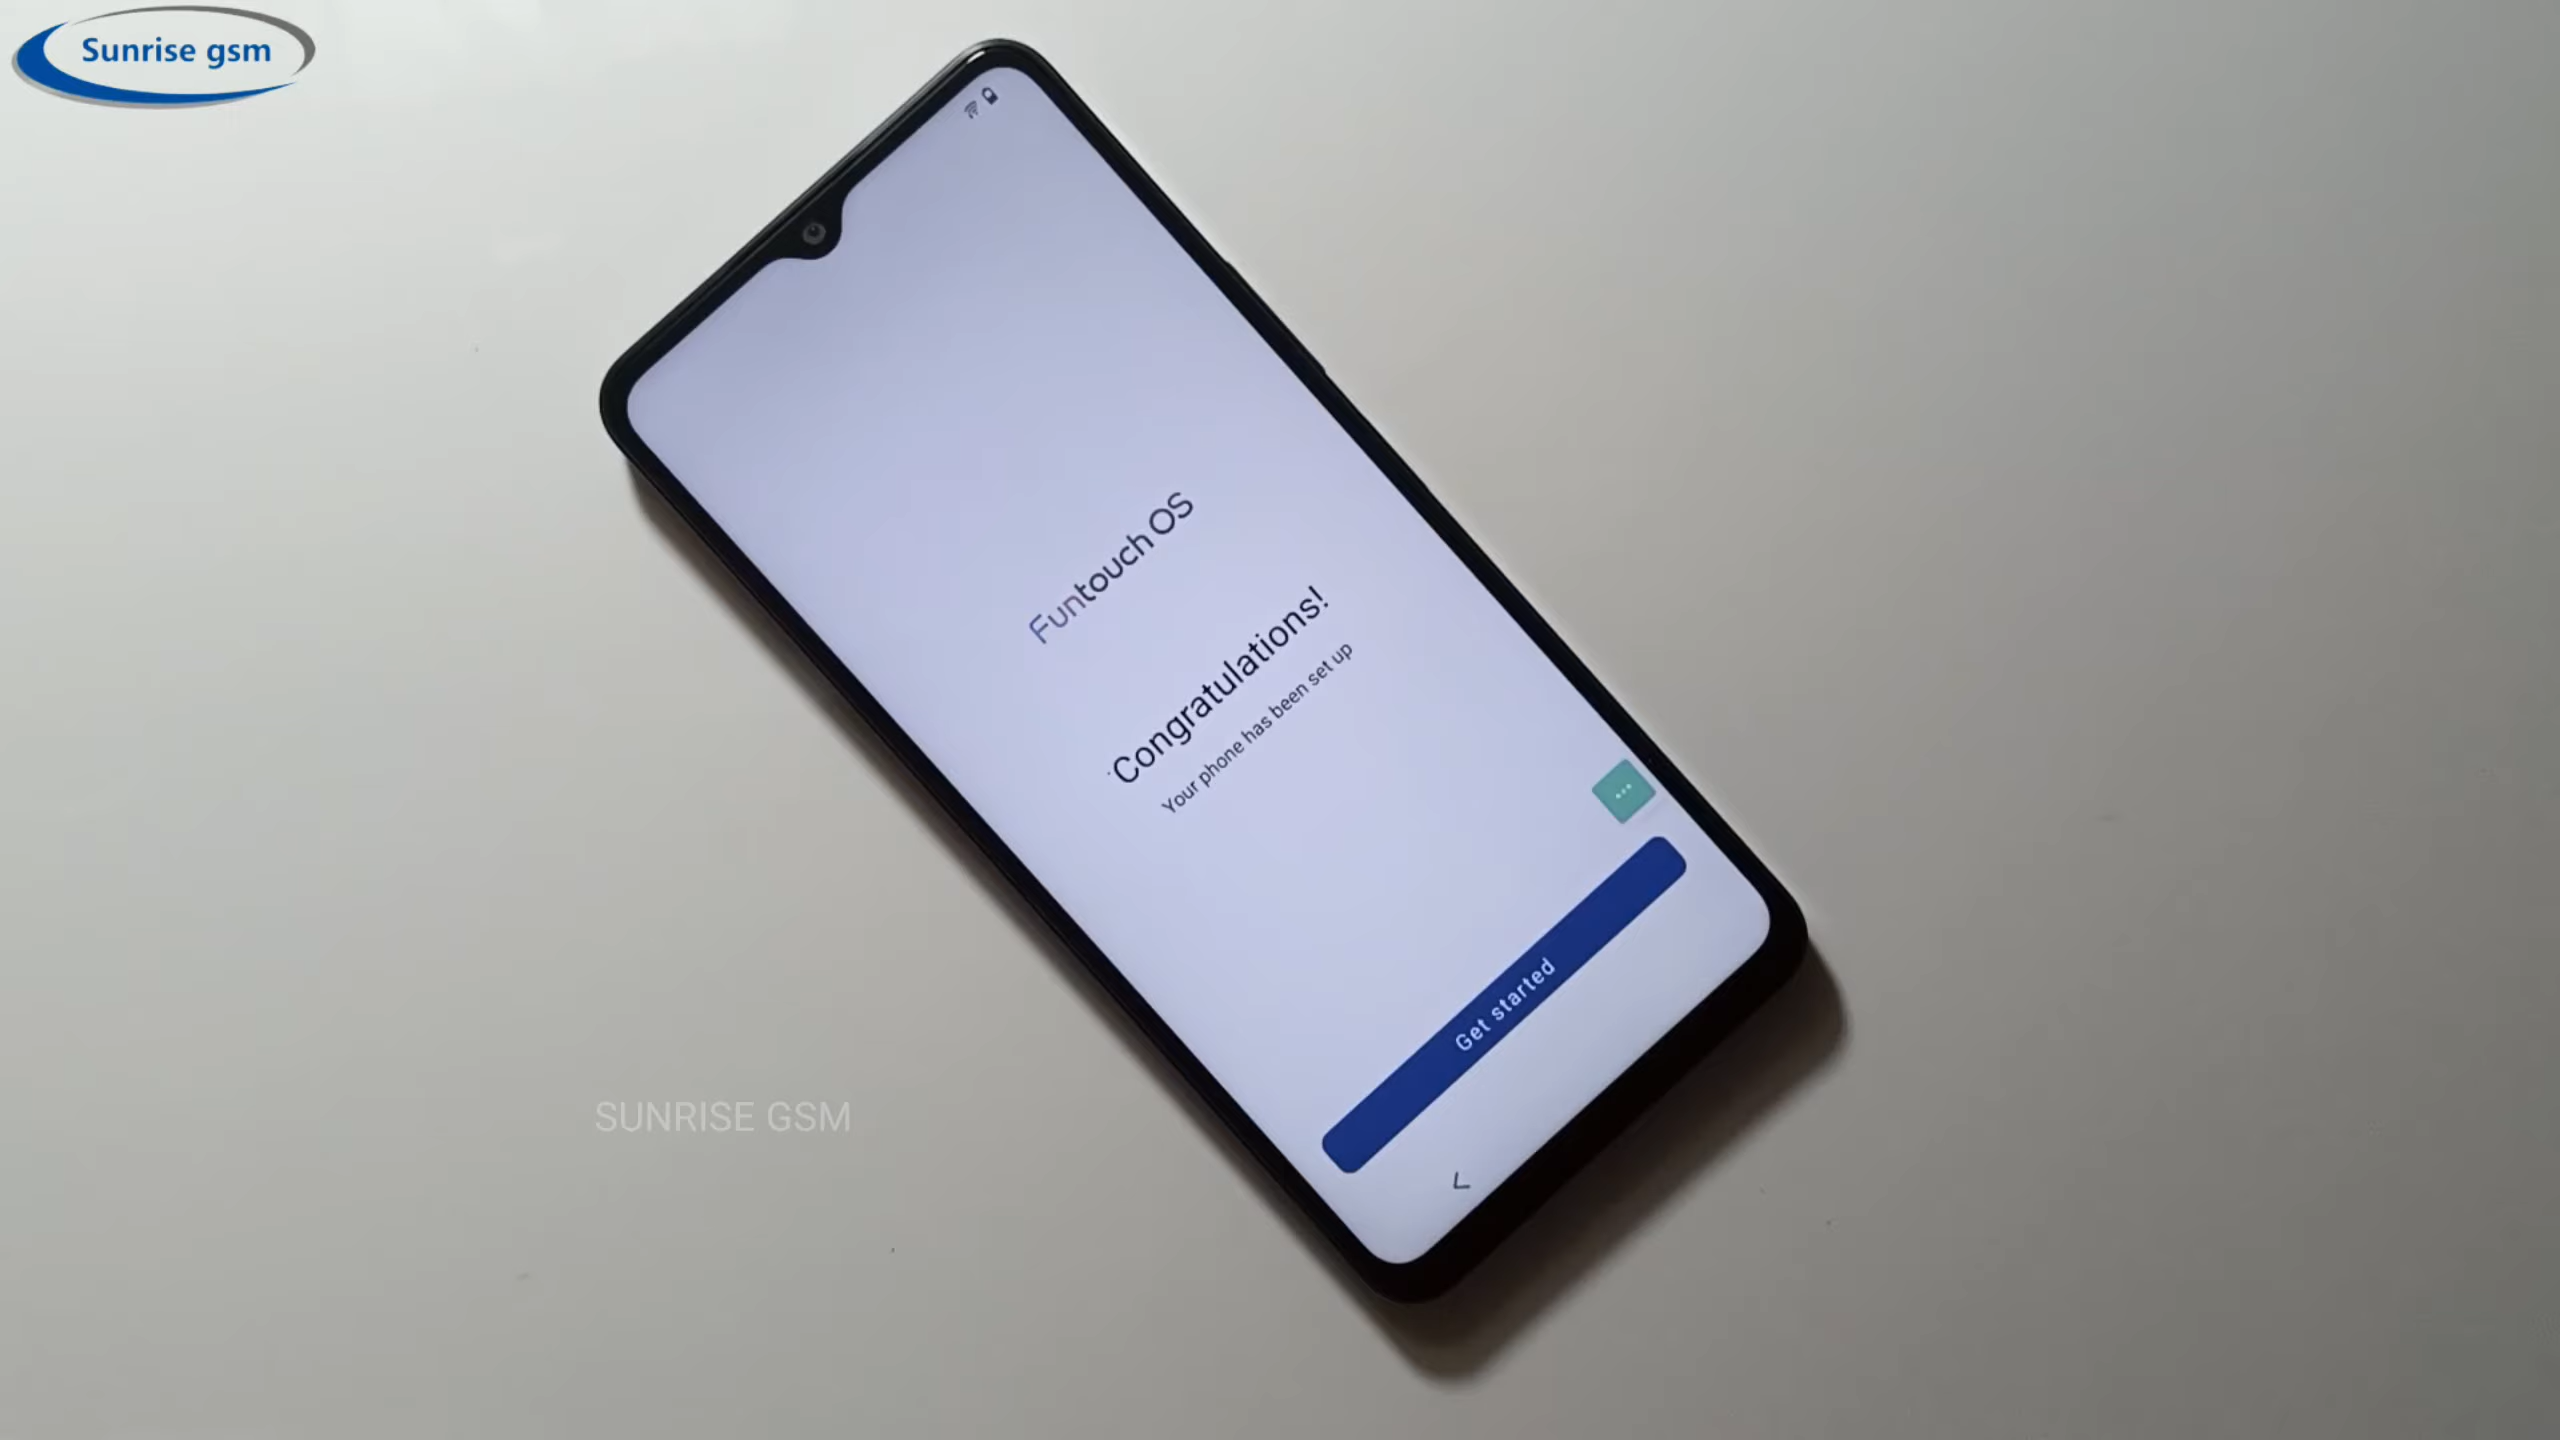 Sunrise gsm
Funtouch OS
Congratulations!
Your phone has been set up
Get started
SUNRISE GSM